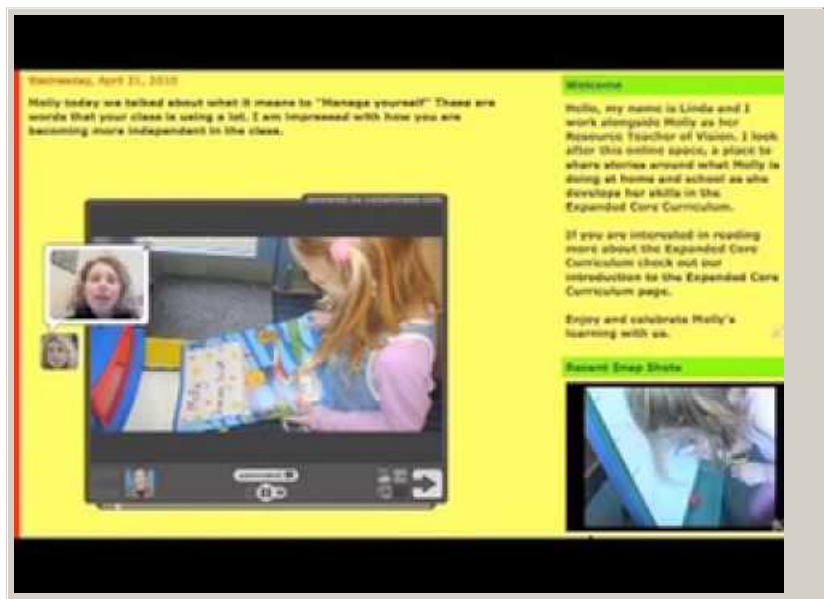 Wednesday, April 21, 2010
Molly today we talked about what it means to "Manage yourself" These are
words that your class is using a lot. I am impressed with how you are
becoming more independent in the class.
Welcome
Hello, my name is Linda and I
work alongside Molly as her
Resource Teacher of Vision. I look
after this online space, a place to
share stories around what Molly is
doing at home and school as she
develops her skills in the
Expanded Core Curriculum.
If you are interested in reading
more about the Expanded Core
Curriculum check out our
introduction to the Expanded Core
Curriculum page.
Enjoy and celebrate Molly's
learning with us.
Recent Snap Shots